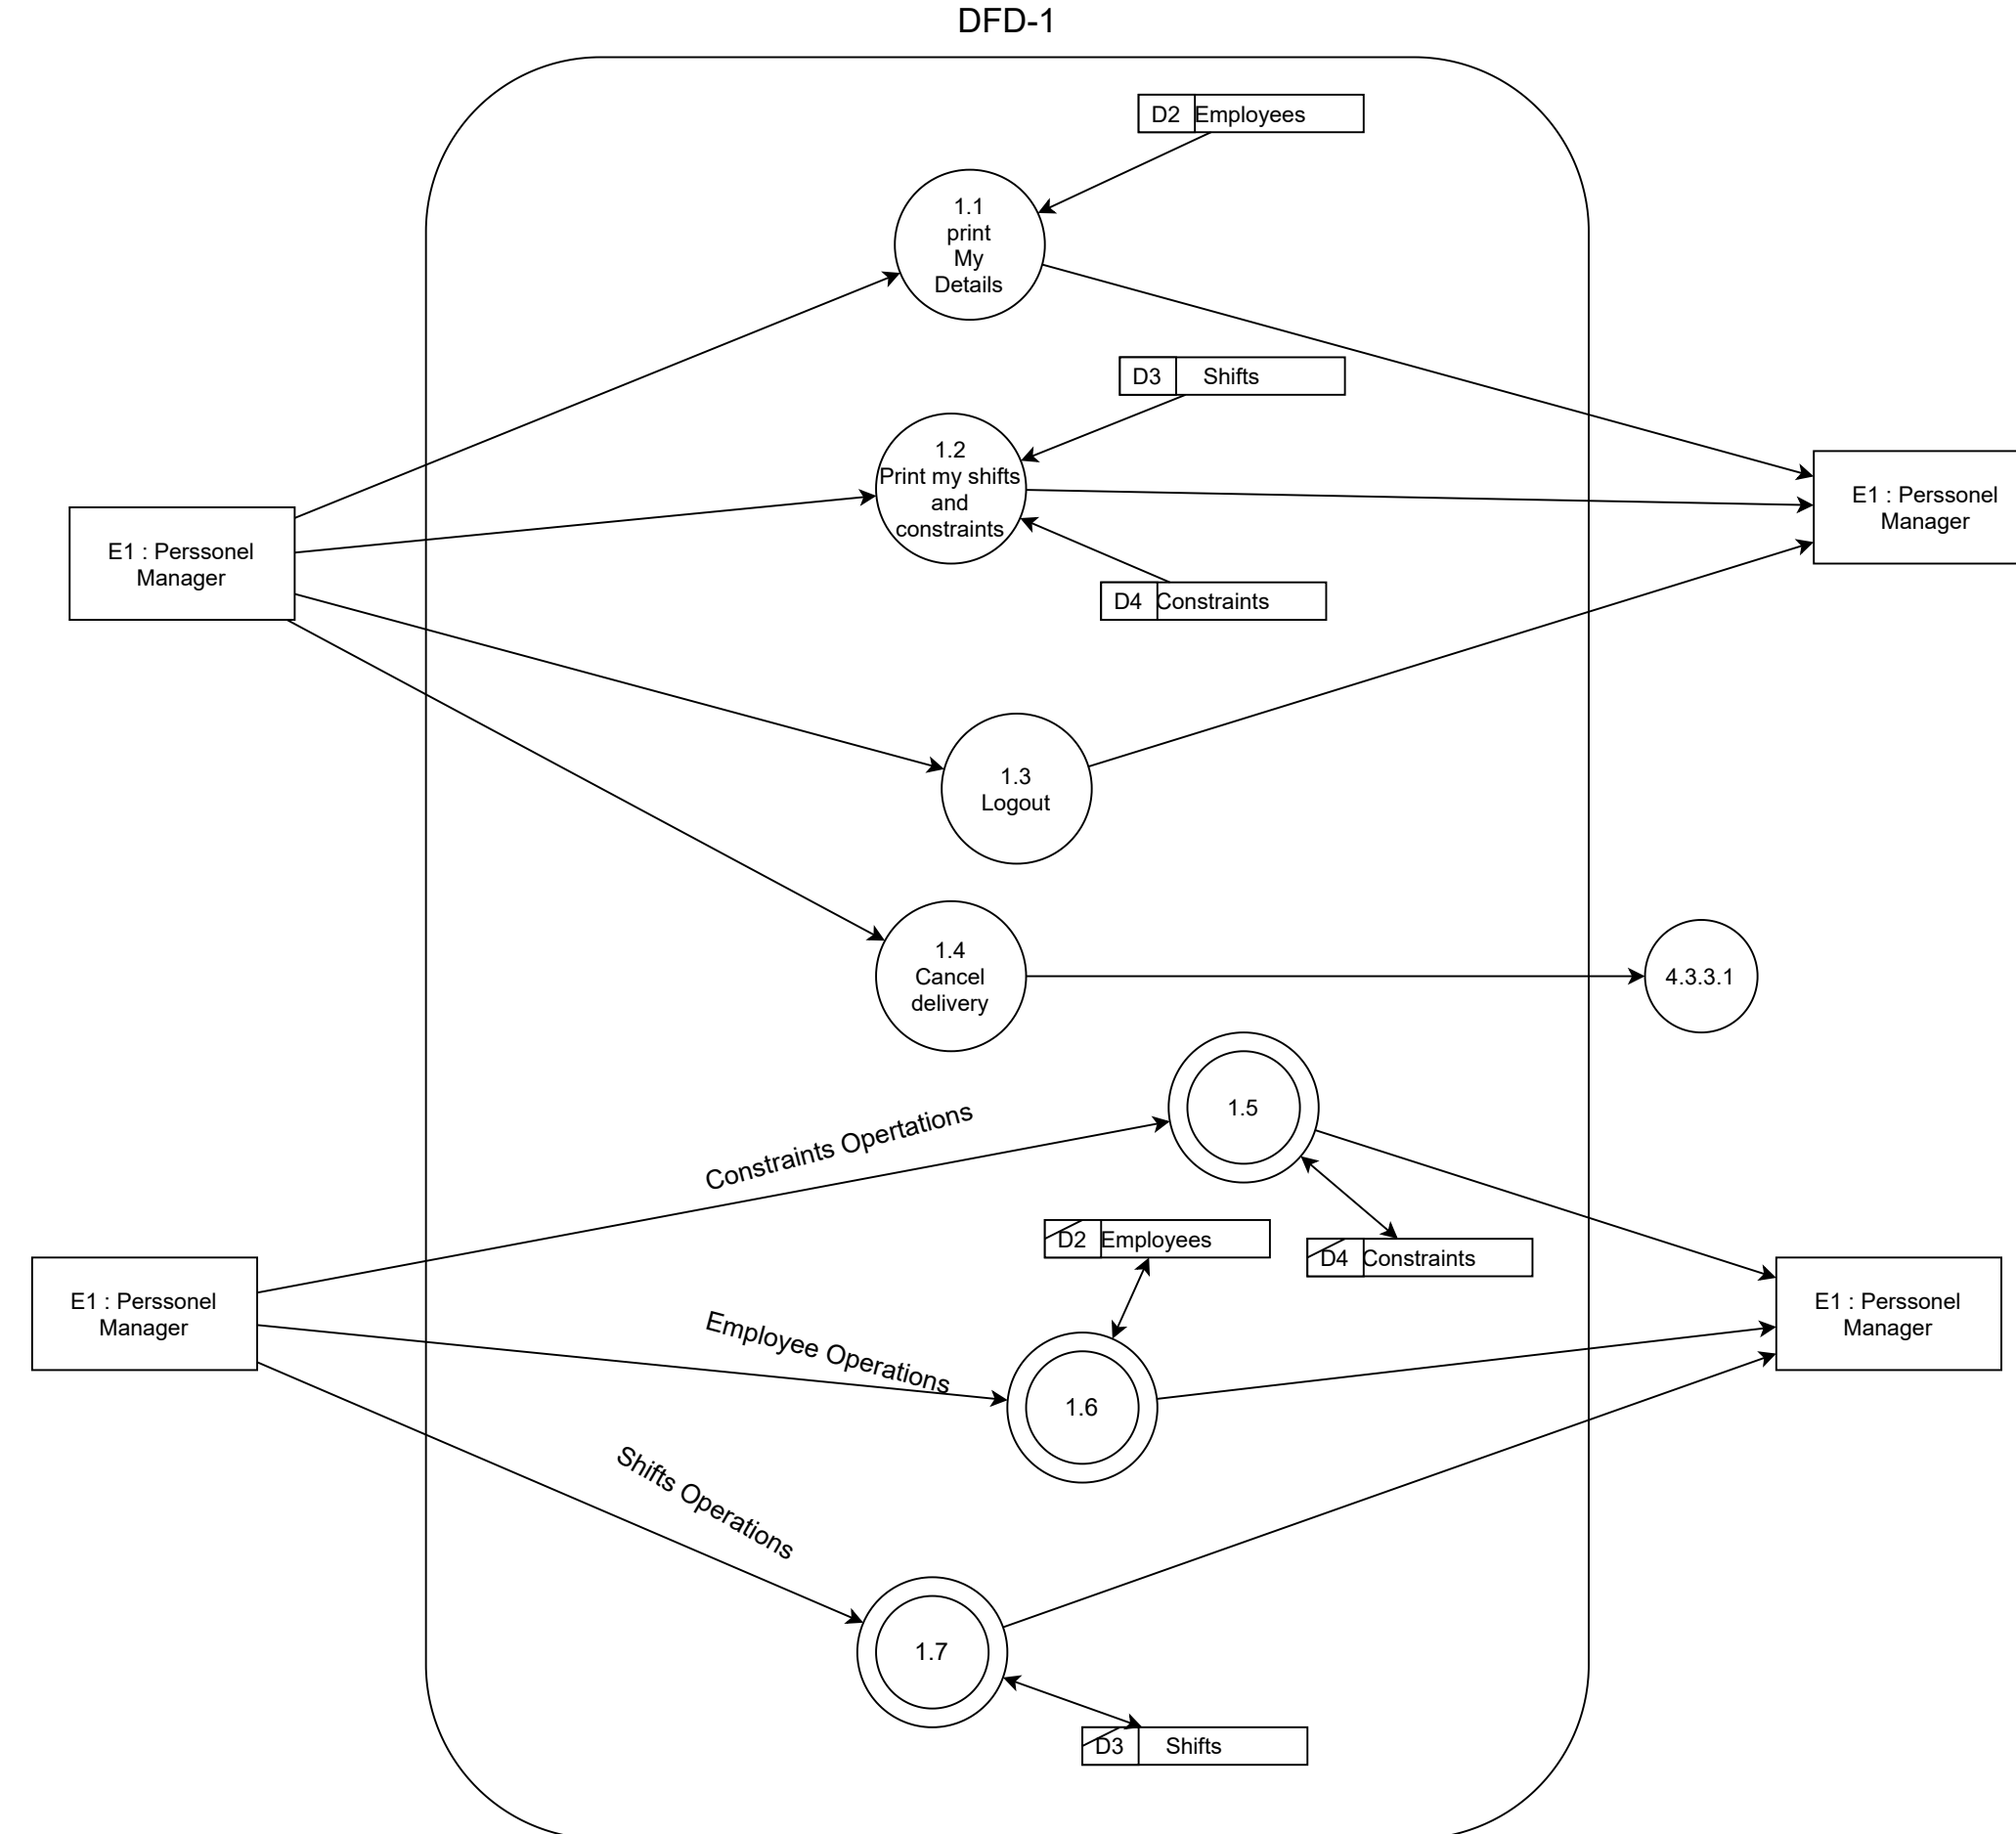 DFD-1
D2 Employees
1.1
print
My
Details
D3 Shifts
1.2
Print my shifts
and
constraints
E1 : Perssonel
Manager
E1 : Perssonel
Manager
D4 Constraints
1.3
Logout
1.4
Cancel
delivery
4.3.3.1
1.5
Constraints Opertations
D2 Employees
D4 Constraints
E1 : Perssonel
Manager
E1 : Perssonel
Manager
Employee Operations
1.6
Shifts Operations
1.7
D3 Shifts